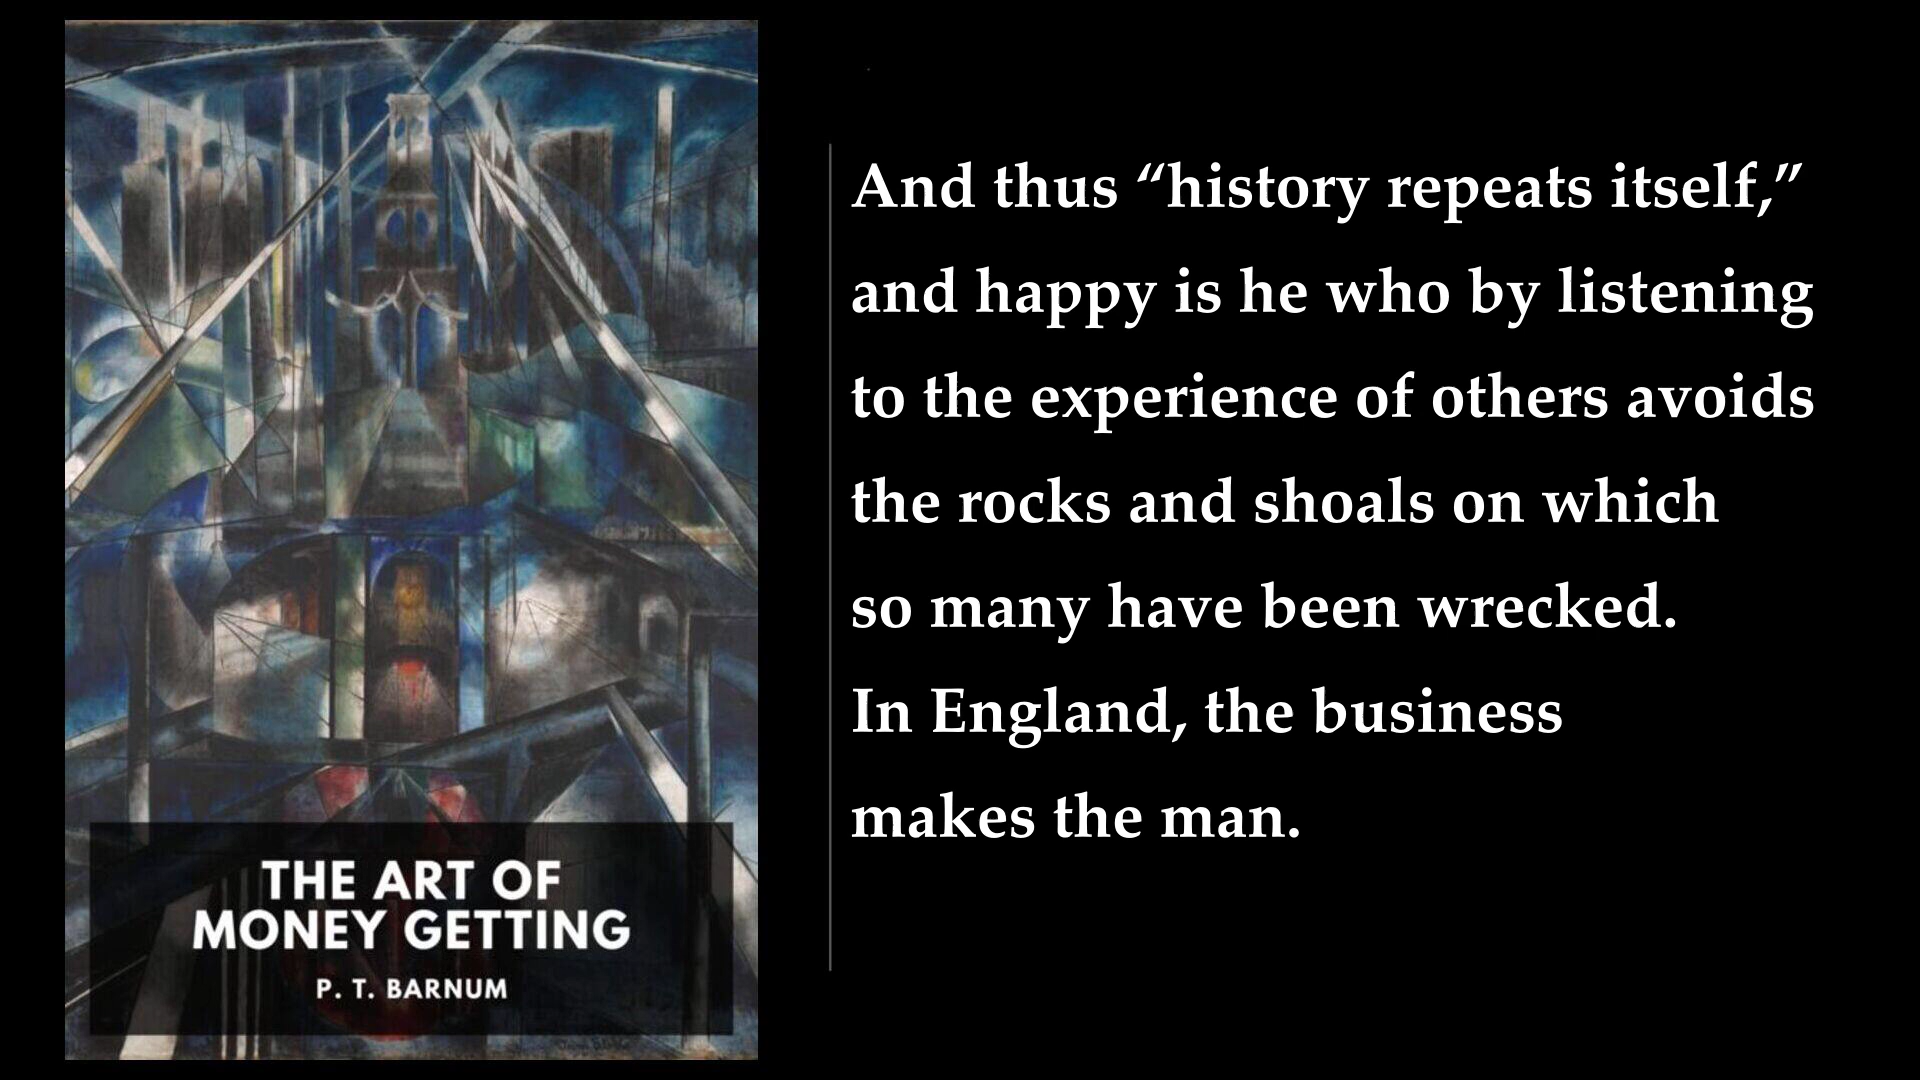 THE ART OF
MONEY GETTING
P. T. BARNUM
And thus “history repeats itself,”
and happy is he who by listening
to the experience of others avoids
the rocks and shoals on which
so many have been wrecked.
In England, the business
makes the man.